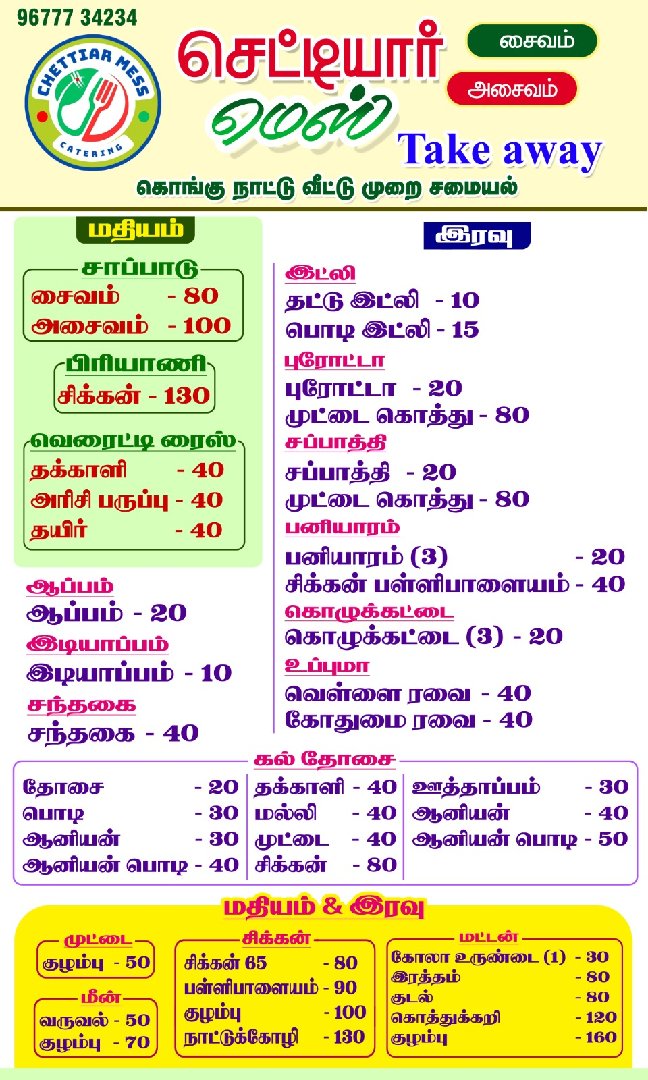 96777 34234
CHETTIAR MESS
CATERING
செட்டியார்
மெஸ்
சைவம்
அசைவம்
Take away
கொங்கு நாட்டு வீட்டு முறை சமையல்
மதியம்
சாப்பாடு
சைவம் - 80
அசைவம் - 100
பிரியாணி
சிக்கன் - 130
வெரைட்டி ரைஸ்
தக்காளி - 40
அரிசி பருப்பு - 40
தயிர் - 40
ஆப்பம்
ஆப்பம் - 20
இடியாப்பம்
இடியாப்பம் - 10
சந்தகை
சந்தகை - 40
இரவு
இட்லி
தட்டு இட்லி - 10
பொடி இட்லி - 15
புரோட்டா
புரோட்டா - 20
முட்டை கொத்து - 80
சப்பாத்தி
சப்பாத்தி - 20
முட்டை கொத்து - 80
பனியாரம்
பனியாரம் (3) - 20
சிக்கன் பள்ளிபாளையம் - 40
கொழுக்கட்டை
கொழுக்கட்டை (3) - 20
உப்புமா
வெள்ளை ரவை - 40
கோதுமை ரவை - 40
கல் தோசை
தோசை - 20
பொடி - 30
ஆனியன் - 30
ஆனியன் பொடி - 40
தக்காளி - 40
மல்லி - 40
முட்டை - 40
சிக்கன் - 80
ஊத்தாப்பம் - 30
ஆனியன் - 40
ஆனியன் பொடி - 50
மதியம் & இரவு
முட்டை
குழம்பு - 50
மீன்
வருவல் - 50
குழம்பு - 70
சிக்கன்
சிக்கன் 65 - 80
பள்ளிபாளையம் - 90
குழம்பு - 100
நாட்டுக்கோழி - 130
மட்டன்
கோலா உருண்டை (1) - 30
இரத்தம் - 80
குடல் - 80
கொத்துக்கறி - 120
குழம்பு - 160